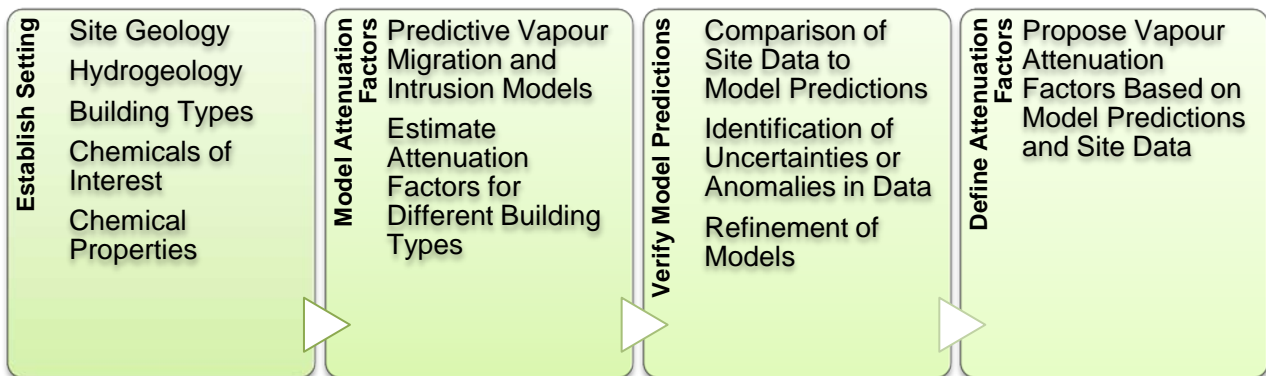 Establish Setting
Site Geology
Hydrogeology
Building Types
Chemicals of
Interest
Chemical
Properties
Model Attenuation
Factors
Predictive Vapour
Migration and
Intrusion Models
Estimate
Attenuation
Factors for
Different Building
Types
Verify Model Predictions
Comparison of
Site Data to
Model Predictions
Identification of
Uncertainties or
Anomalies in Data
Refinement of
Models
Define Attenuation
Factors
Propose Vapour
Attenuation
Factors Based on
Model Predictions
and Site Data